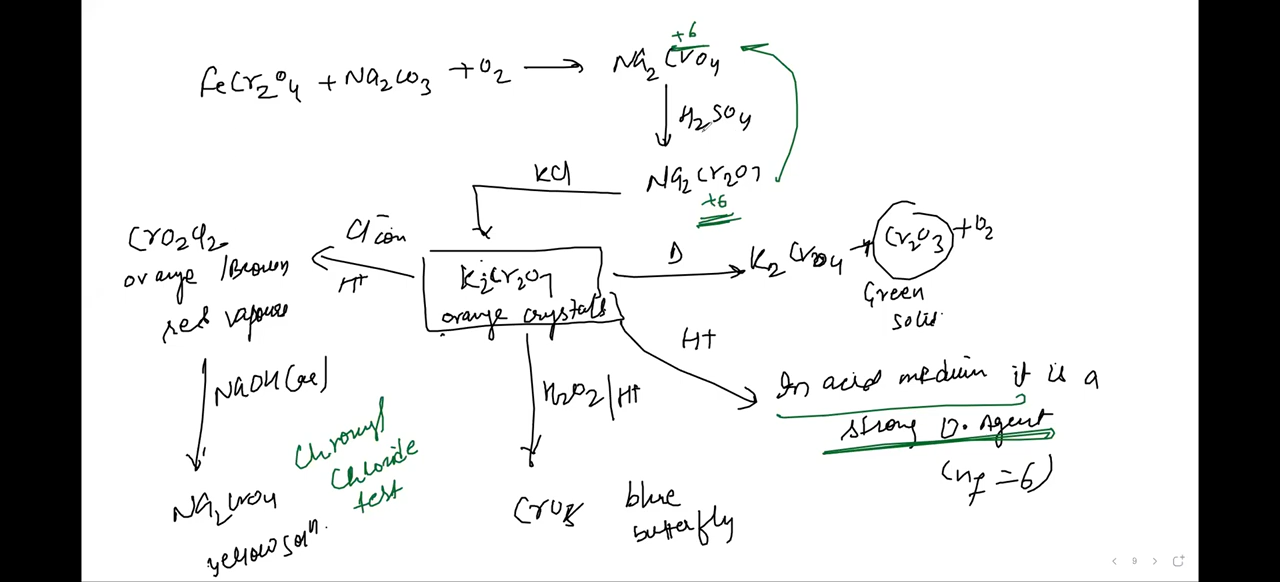 +6
FeCr2O4 + Na2CO3 + O2 → Na2CrO4
H2SO4
KCl
Na2Cr2O7
+6
CrO2Cl2
orange / Brown
red vapours
Cl⁻ con
H+
K2Cr2O7
orange crystals
Δ
K2CrO4 + Cr2O3 + O2
Green
solid
H+
In acid medium it is a
strong O. Agent
(nf = 6)
NaOH (aq)
H2O2 | H+
Chromyl
Chloride
test
Na2CrO4
yellow solⁿ.
CrO5
blue
butterfly
< 9 >